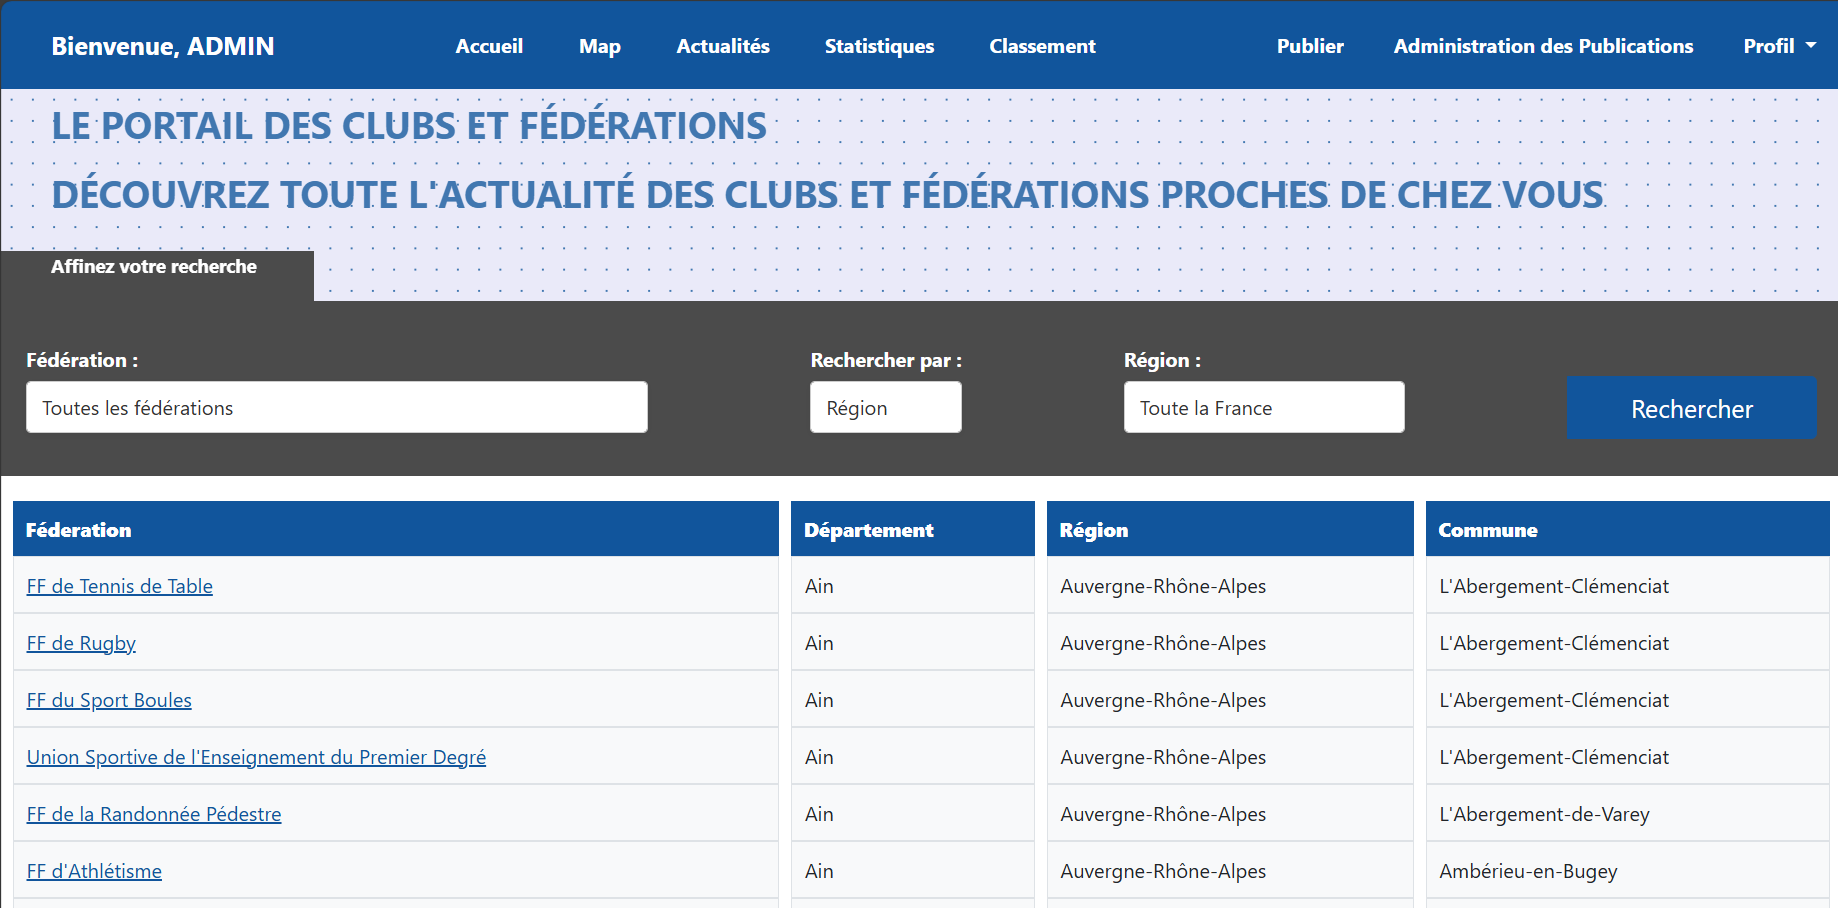 Bienvenue, ADMIN Accueil Map Actualités Statistiques Classement Publier Administration des Publications Profil
LE PORTAIL DES CLUBS ET FÉDÉRATIONS
DÉCOUVREZ TOUTE L'ACTUALITÉ DES CLUBS ET FÉDÉRATIONS PROCHES DE CHEZ VOUS
Affinez votre recherche
Fédération : Rechercher par : Région :
Toutes les fédérations Région Toute la France Rechercher
Féderation Département Région Commune
FF de Tennis de Table Ain Auvergne-Rhône-Alpes L'Abergement-Clémenciat
FF de Rugby Ain Auvergne-Rhône-Alpes L'Abergement-Clémenciat
FF du Sport Boules Ain Auvergne-Rhône-Alpes L'Abergement-Clémenciat
Union Sportive de l'Enseignement du Premier Degré Ain Auvergne-Rhône-Alpes L'Abergement-Clémenciat
FF de la Randonnée Pédestre Ain Auvergne-Rhône-Alpes L'Abergement-de-Varey
FF d'Athlétisme Ain Auvergne-Rhône-Alpes Ambérieu-en-Bugey